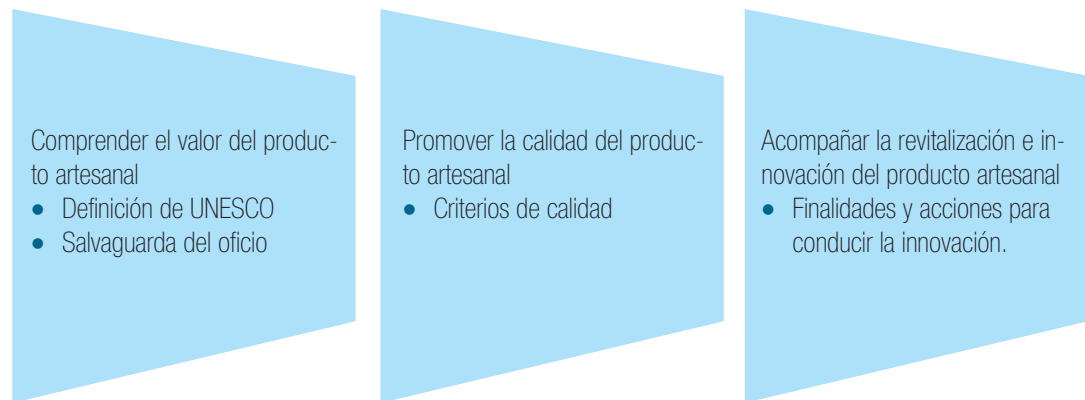 Comprender el valor del produc-
to artesanal
• Definición de UNESCO
• Salvaguarda del oficio
Promover la calidad del produc-
to artesanal
• Criterios de calidad
Acompañar la revitalización e in-
novación del producto artesanal
• Finalidades y acciones para
conducir la innovación.